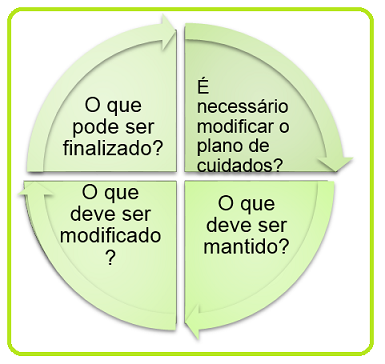 O que
pode ser
finalizado?
É
necessário
modificar o
plano de
cuidados?
O que
deve ser
modificado
?
O que
deve ser
mantido?